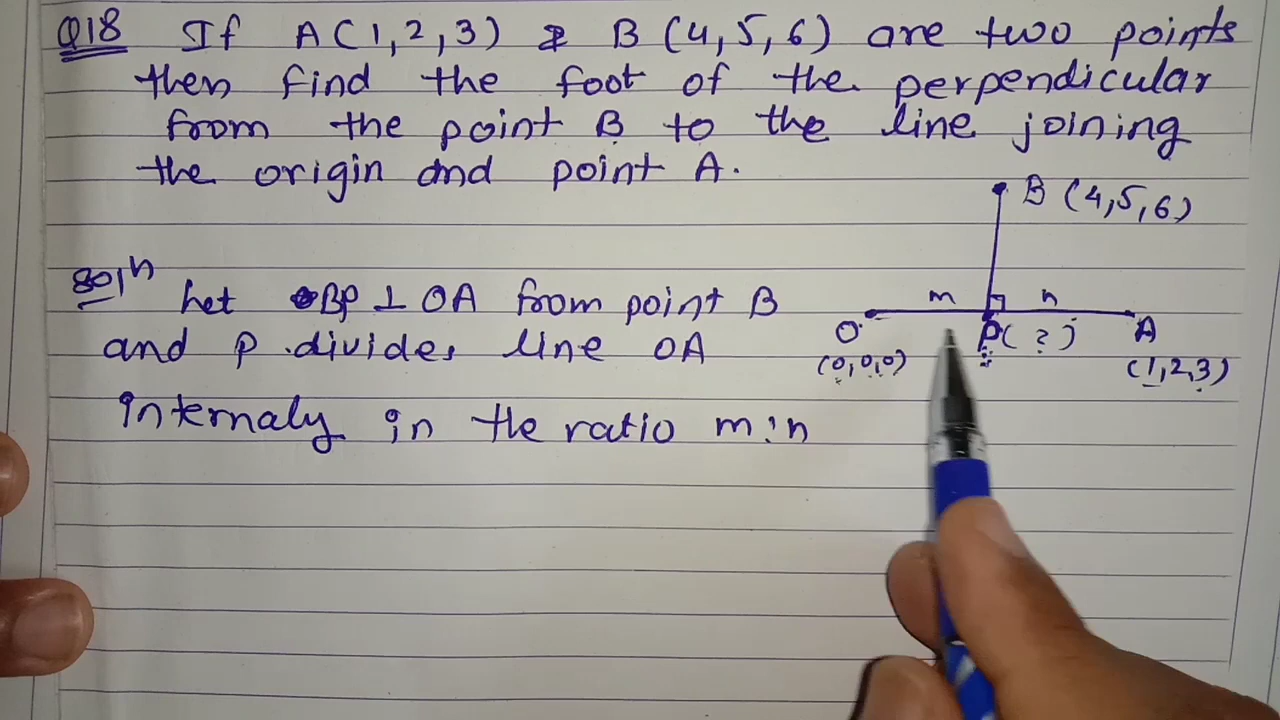 Q18 If A(1,2,3) & B(4,5,6) are two points
then find the foot of the perpendicular
from the point B to the line joining
the origin and point A.
B (4,5,6)
Solⁿ Let BP ⊥ OA from point B
m n
O P(?) A
and P divides line OA
(0,0,0) (1,2,3)
internaly in the ratio m:n